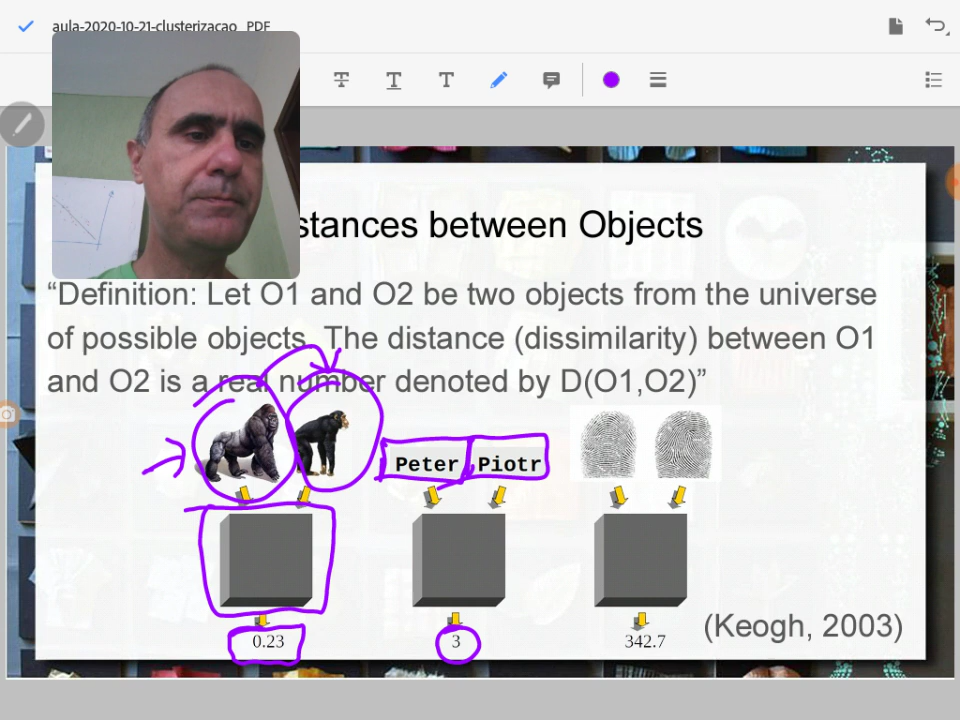 aula-2020-10-21-clusterizacao PDF
T T T
stances between Objects
“Definition: Let O1 and O2 be two objects from the universe
of possible objects. The distance (dissimilarity) between O1
and O2 is a real number denoted by D(O1,O2)”
Peter Piotr
0.23 3 342.7
(Keogh, 2003)